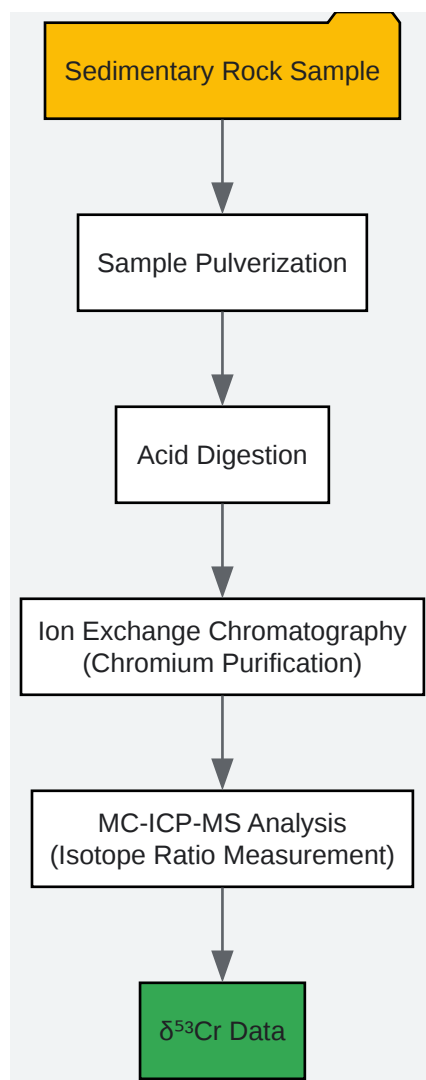 Sedimentary Rock Sample
Sample Pulverization
Acid Digestion
Ion Exchange Chromatography
(Chromium Purification)
MC-ICP-MS Analysis
(Isotope Ratio Measurement)
δ⁵³Cr Data